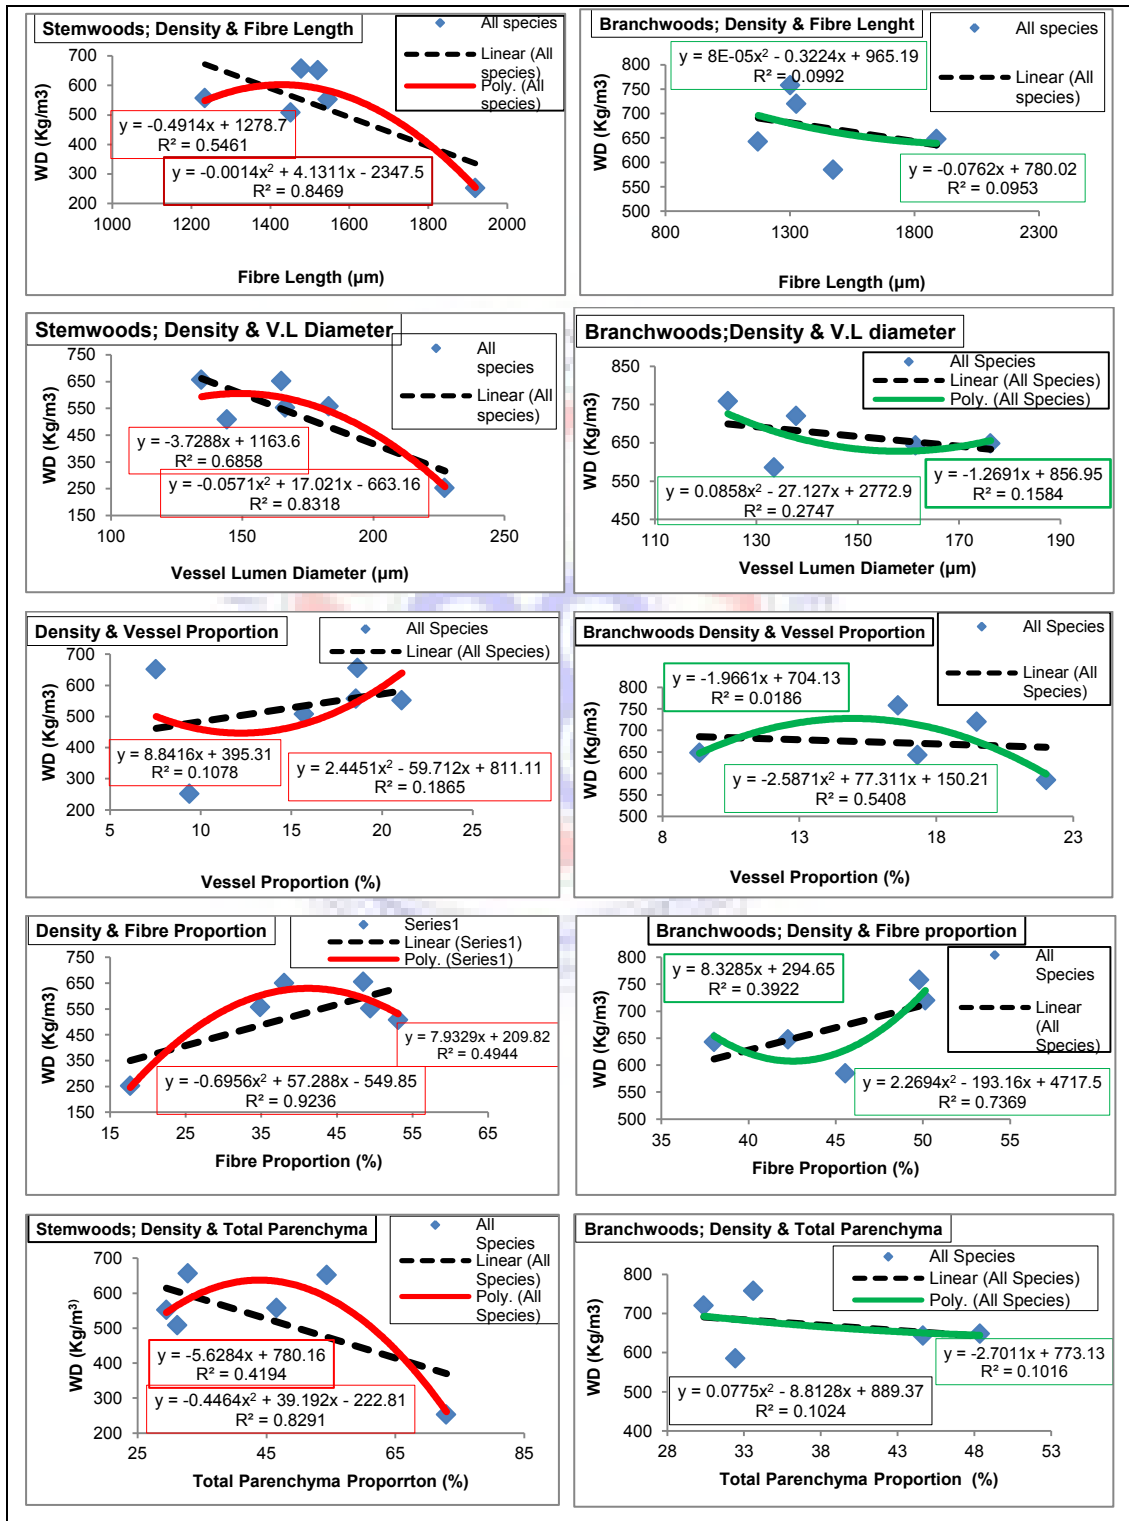 Stemwoods; Density & Fibre Length
All species
Linear (All
species)
Poly. (All
species)
700
600
500
400
300
200
WD (Kg/m3)
y = -0.4914x + 1278.7
R² = 0.5461
y = -0.0014x² + 4.1311x - 2347.5
R² = 0.8469
1000 1200 1400 1600 1800 2000
Fibre Length (µm)
Branchwoods; Density & Fibre Lenght
All species
Linear (All
species)
y = 8E-05x² - 0.3224x + 965.19
R² = 0.0992
800
750
700
650
600
550
500
WD (Kg/m3)
y = -0.0762x + 780.02
R² = 0.0953
800 1300 1800 2300
Fibre Length (µm)
Stemwoods; Density & V.L Diameter
All
species
Linear (All
species)
750
650
550
450
350
250
150
WD (Kg/m3)
y = -3.7288x + 1163.6
R² = 0.6858
y = -0.0571x² + 17.021x - 663.16
R² = 0.8318
100 150 200 250
Vessel Lumen Diameter (µm)
Branchwoods;Density & V.L diameter
All Species
Linear (All Species)
Poly. (All Species)
850
750
650
550
450
WD (Kg/m3)
y = 0.0858x² - 27.127x + 2772.9
R² = 0.2747
y = -1.2691x + 856.95
R² = 0.1584
110 130 150 170 190
Vessel Lumen Diameter (µm)
Density & Vessel Proportion
All Species
Linear (All Species)
700
600
500
400
300
200
WD (Kg/m3)
y = 8.8416x + 395.31
R² = 0.1078
y = 2.4451x² - 59.712x + 811.11
R² = 0.1865
5 10 15 20 25
Vessel Proportion (%)
Branchwoods Density & Vessel Proportion
All Species
Linear (All
Species)
y = -1.9661x + 704.13
R² = 0.0186
800
750
700
650
600
550
500
WD (Kg/m3)
y = -2.5871x² + 77.311x + 150.21
R² = 0.5408
8 13 18 23
Vessel Proportion (%)
Density & Fibre Proportion
Series1
Linear (Series1)
Poly. (Series1)
750
650
550
450
350
250
150
WD (Kg/m3)
y = 7.9329x + 209.82
R² = 0.4944
y = -0.6956x² + 57.288x - 549.85
R² = 0.9236
15 25 35 45 55 65
Fibre Proportion (%)
Branchwoods; Density & Fibre proportion
All
Species
Linear
(All
Species)
y = 8.3285x + 294.65
R² = 0.3922
800
750
700
650
600
550
500
WD (Kg/m3)
y = 2.2694x² - 193.16x + 4717.5
R² = 0.7369
35 40 45 50 55
Fibre Proportion (%)
Stemwoods; Density & Total Parenchyma
All
Species
Linear (All
Species)
Poly. (All
Species)
700
600
500
400
300
200
WD (Kg/m³)
y = -5.6284x + 780.16
R² = 0.4194
y = -0.4464x² + 39.192x - 222.81
R² = 0.8291
25 45 65 85
Total Parenchyma Proporrton (%)
Branchwoods; Density & Total Parenchyma
All Species
Linear (All Species)
Poly. (All Species)
800
700
600
500
400
WD (Kg/m3)
y = -2.7011x + 773.13
R² = 0.1016
y = 0.0775x² - 8.8128x + 889.37
R² = 0.1024
28 33 38 43 48 53
Total Parenchyma Proportion (%)